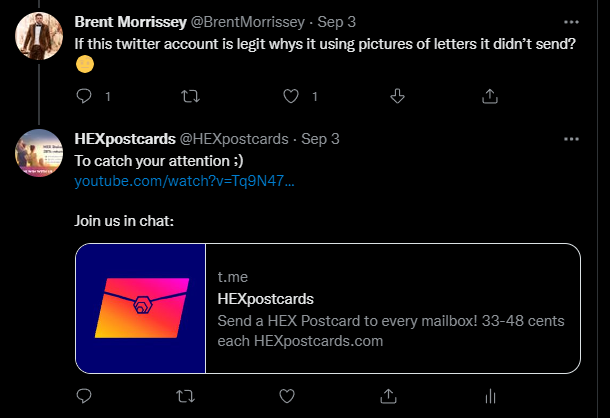 Brent Morrissey @BrentMorrissey · Sep 3
If this twitter account is legit whys it using pictures of letters it didn't send?
1
1
HEXpostcards @HEXpostcards · Sep 3
To catch your attention ;)
youtube.com/watch?v=Tq9N47...
Join us in chat:
t.me
HEXpostcards
Send a HEX Postcard to every mailbox! 33-48 cents
each HEXpostcards.com